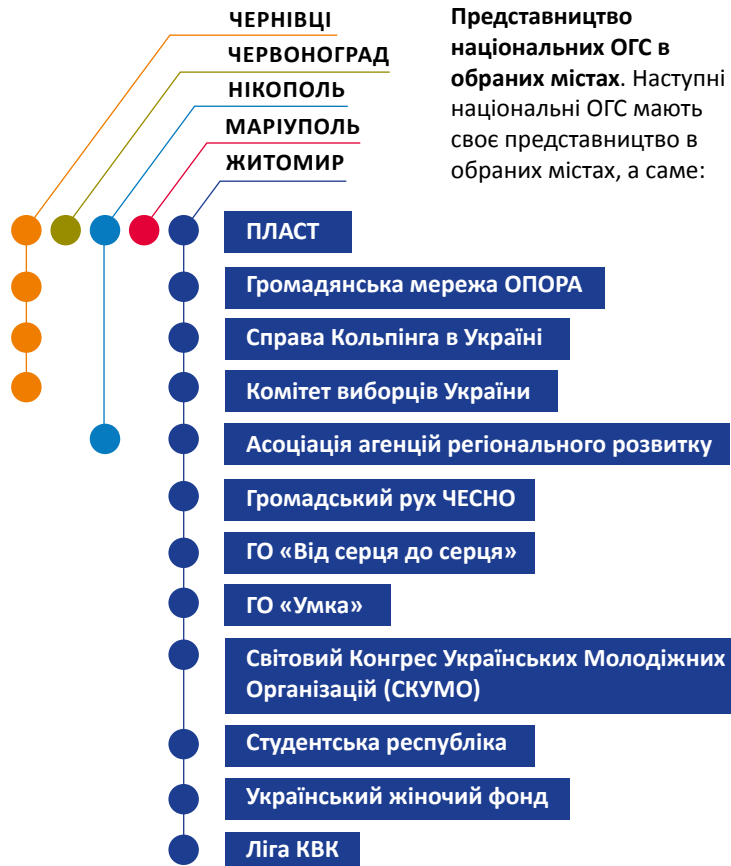 ЧЕРНІВЦІ
ЧЕРВОНОГРАД
НІКОПОЛЬ
МАРІУПОЛЬ
ЖИТОМИР
Представництво
національних ОГС в
обраних містах. Наступні
національні ОГС мають
своє представництво в
обраних містах, а саме:
ПЛАСТ
Громадянська мережа ОПОРА
Справа Кольпінга в Україні
Комітет виборців України
Асоціація агенцій регіонального розвитку
Громадський рух ЧЕСНО
ГО «Від серця до серця»
ГО «Умка»
Світовий Конгрес Українських Молодіжних
Організацій (СКУМО)
Студентська республіка
Український жіночий фонд
Ліга КВК